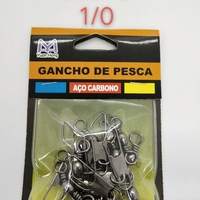 1/0
GANCHO DE PESCA
AÇO CARBONO